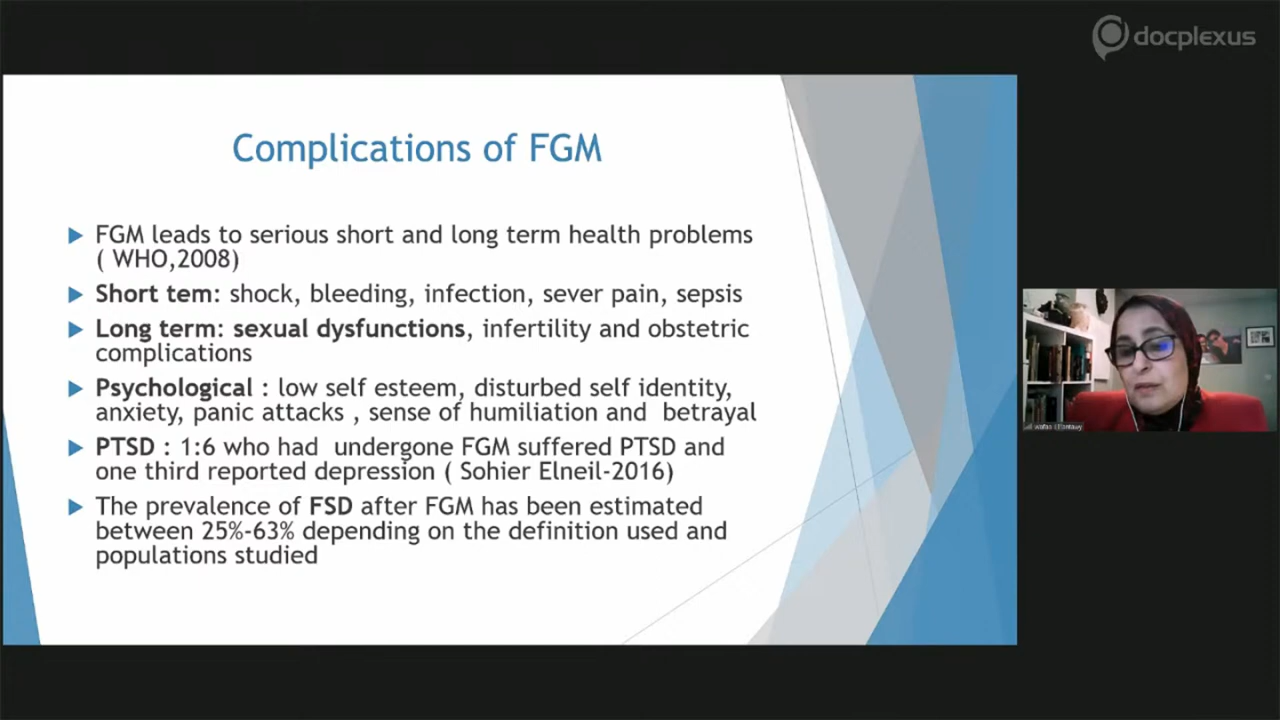 docplexus
Complications of FGM
FGM leads to serious short and long term health problems
( WHO,2008)
Short tem: shock, bleeding, infection, sever pain, sepsis
Long term: sexual dysfunctions, infertility and obstetric
complications
Psychological : low self esteem, disturbed self identity,
anxiety, panic attacks , sense of humiliation and betrayal
PTSD : 1:6 who had undergone FGM suffered PTSD and
one third reported depression ( Sohier Elneil-2016)
The prevalence of FSD after FGM has been estimated
between 25%-63% depending on the definition used and
populations studied